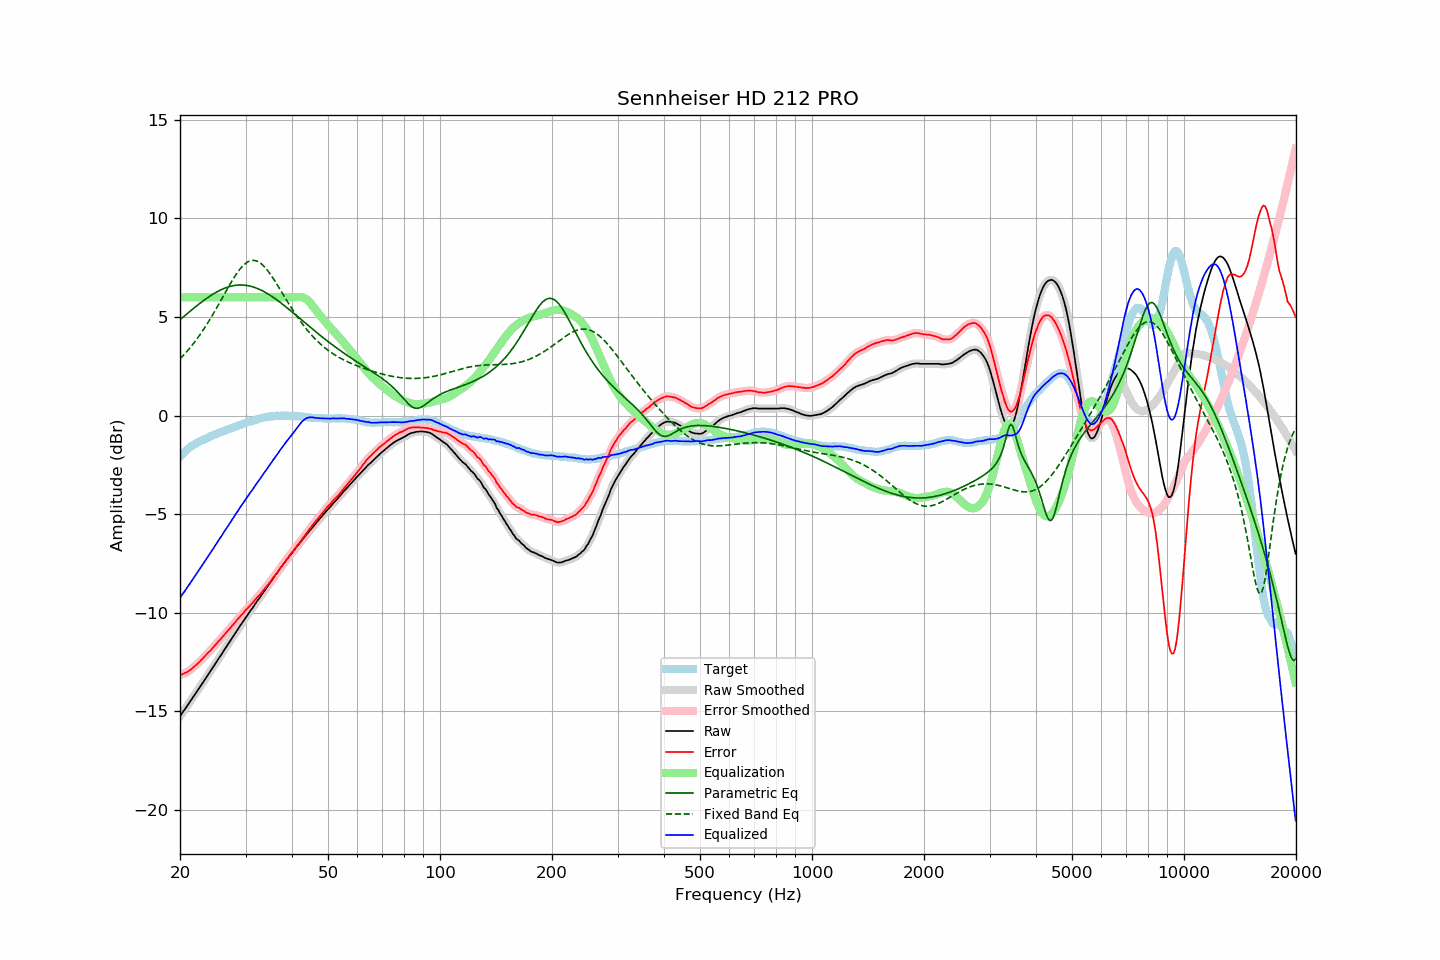 Sennheiser HD 212 PRO
Amplitude (dBr)
15
10
5
0
−5
−10
−15
−20
Target
Raw Smoothed
Error Smoothed
Raw
Error
Equalization
Parametric Eq
Fixed Band Eq
Equalized
20 50 100 200 500 1000 2000 5000 10000 20000
Frequency (Hz)